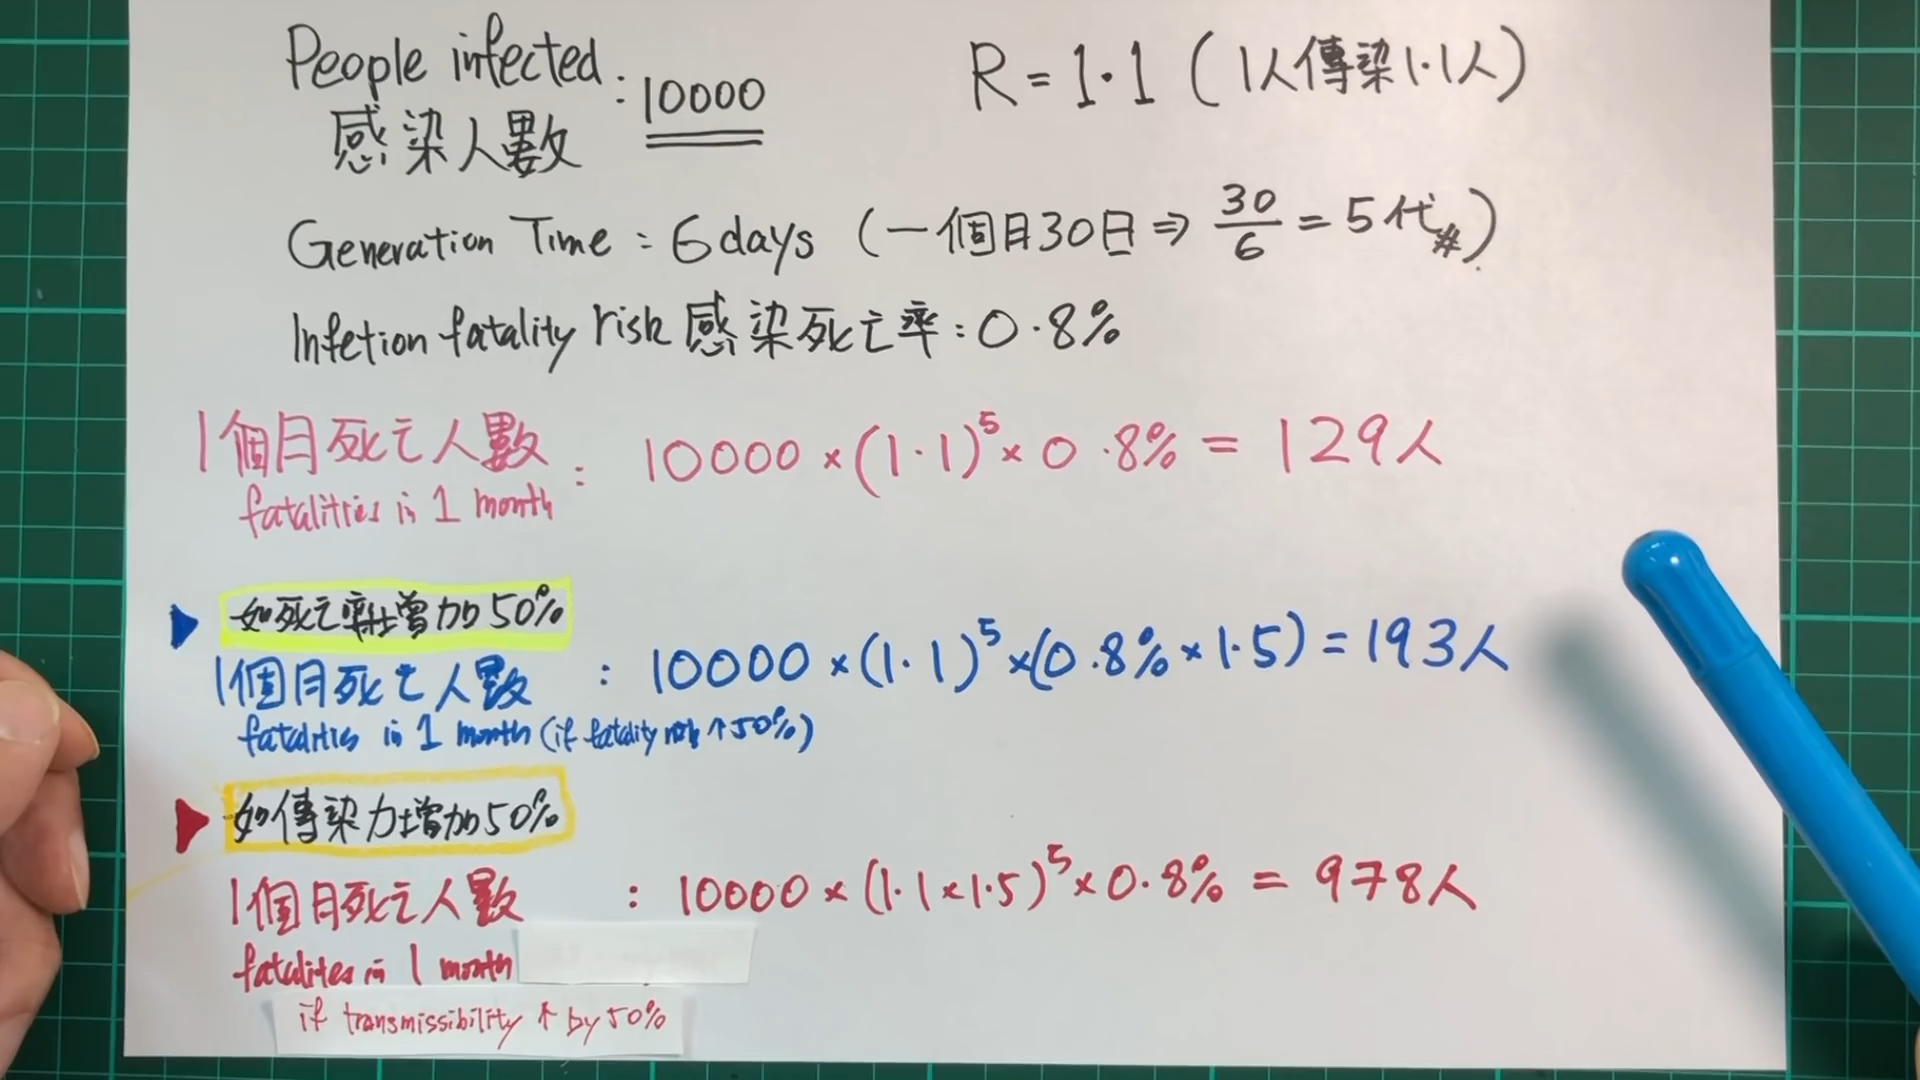 People infected : 10000
感染人數
R = 1·1 (1人傳染1·1人)
Generation Time : 6 days (一個月30日 ⇒ 30/6 = 5代#)
Infetion fatality risk 感染死亡率 : 0.8%
1個月死亡人數 : 10000 × (1·1)⁵ × 0.8% = 129人
fatalities in 1 month
如死亡率增加50%
1個月死亡人數 : 10000 × (1·1)⁵ × (0.8% × 1·5) = 193人
fatalities in 1 month (if fatality risk ↑50%)
如傳染力增加50%
1個月死亡人數 : 10000 × (1·1×1·5)⁵ × 0.8% = 978人
fatalites in 1 month
if transmissibility ↑ by 50%